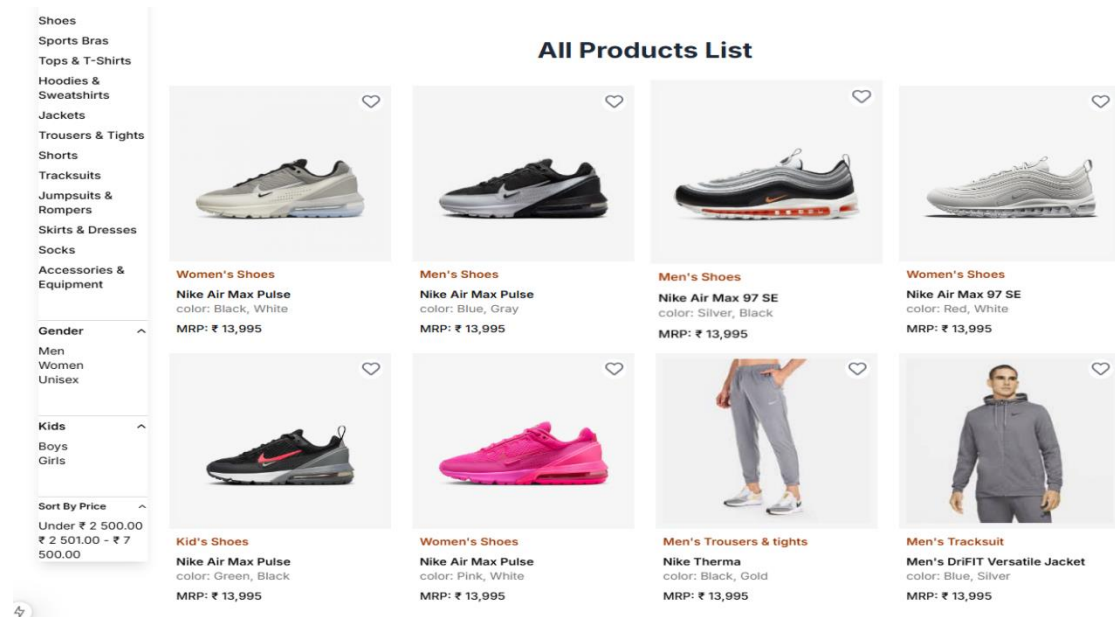 Shoes
Sports Bras
Tops & T-Shirts
Hoodies &
Sweatshirts
Jackets
Trousers & Tights
Shorts
Tracksuits
Jumpsuits &
Rompers
Skirts & Dresses
Socks
Accessories &
Equipment
Gender
Men
Women
Unisex
Kids
Boys
Girls
Sort By Price
Under ₹ 2 500.00
₹ 2 501.00 - ₹ 7
500.00
All Products List
Women's Shoes
Nike Air Max Pulse
color: Black, White
MRP: ₹ 13,995
Men's Shoes
Nike Air Max Pulse
color: Blue, Gray
MRP: ₹ 13,995
Men's Shoes
Nike Air Max 97 SE
color: Silver, Black
MRP: ₹ 13,995
Women's Shoes
Nike Air Max 97 SE
color: Red, White
MRP: ₹ 13,995
Kid's Shoes
Nike Air Max Pulse
color: Green, Black
MRP: ₹ 13,995
Women's Shoes
Nike Air Max Pulse
color: Pink, White
MRP: ₹ 13,995
Men's Trousers & tights
Nike Therma
color: Black, Gold
MRP: ₹ 13,995
Men's Tracksuit
Men's DriFIT Versatile Jacket
color: Blue, Silver
MRP: ₹ 13,995